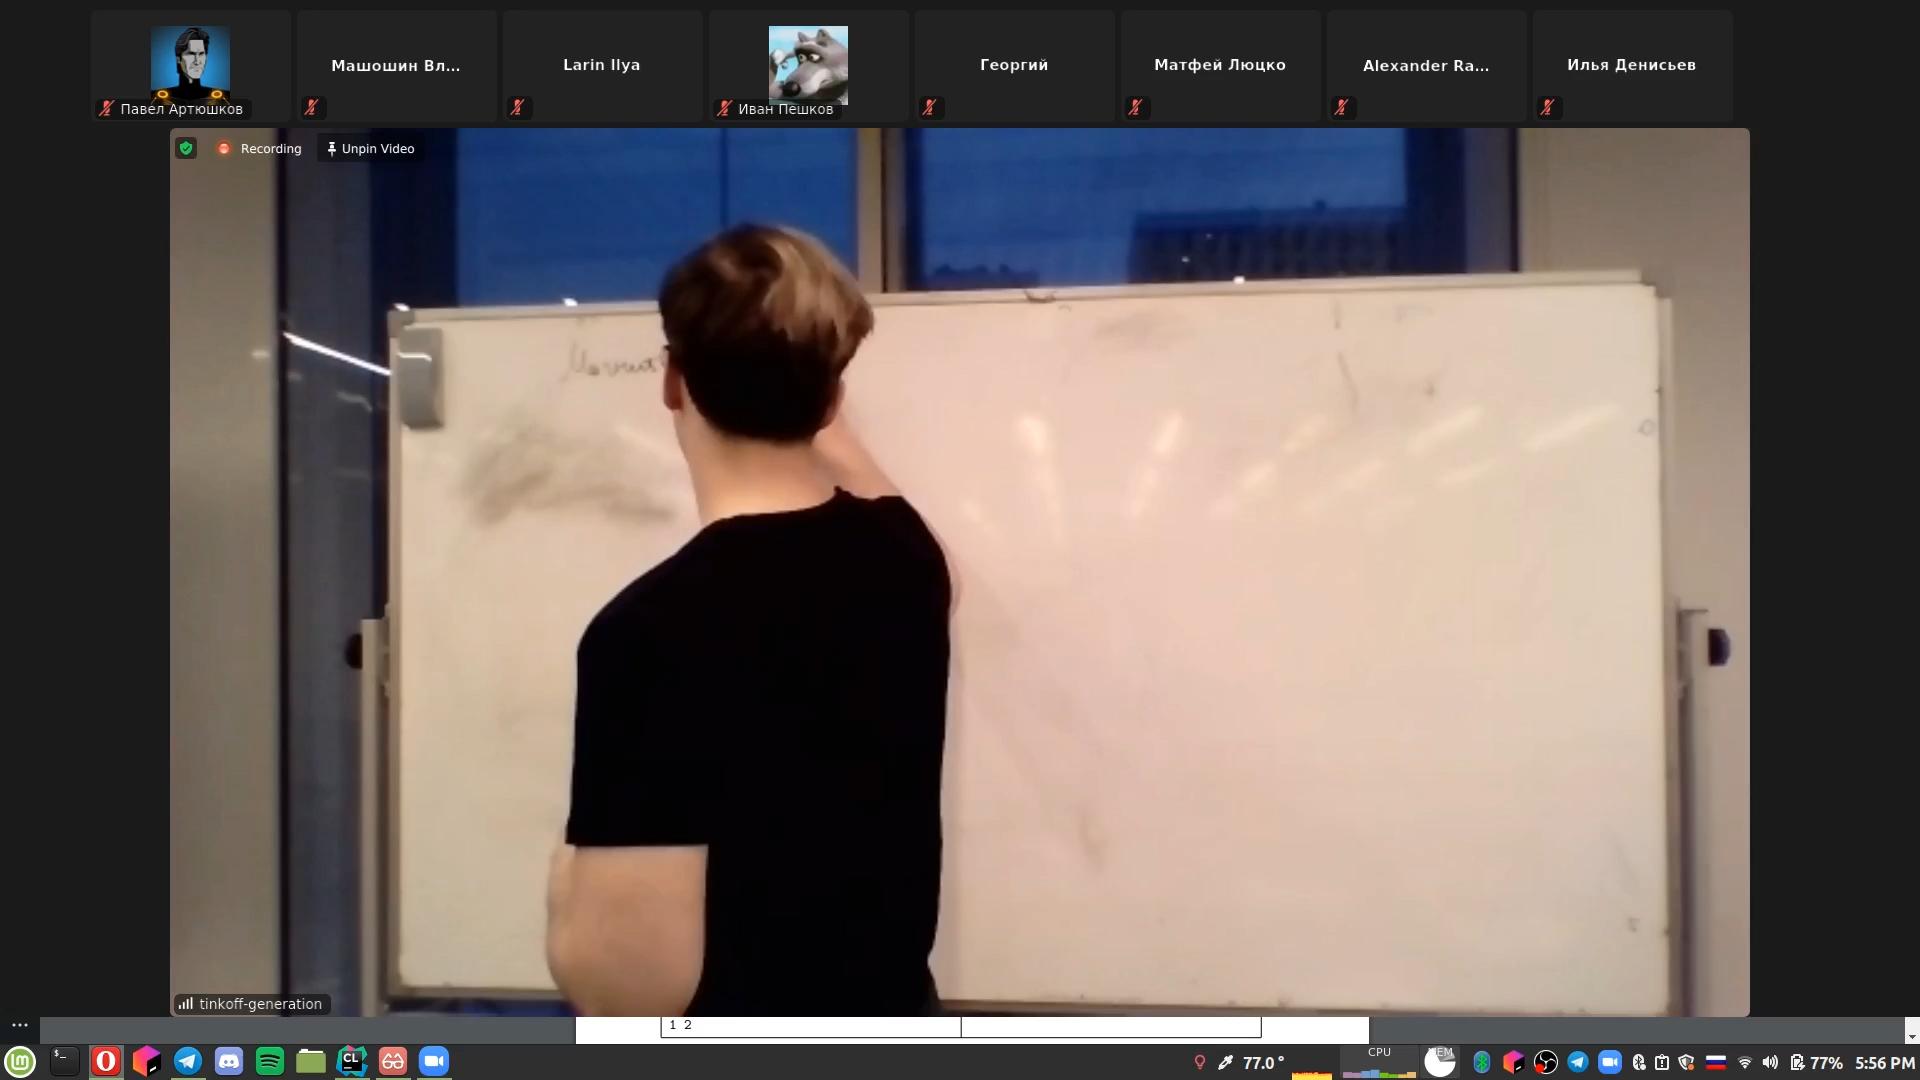 Павел Артюшков
Машошин Вл...
Larin Ilya
Иван Пешков
Георгий
Матфей Люцко
Alexander Ra...
Илья Денисьев
Recording
Unpin Video
tinkoff-generation
1 2
$_
CL
77.0°
CPU
MEM
77%
5:56 PM